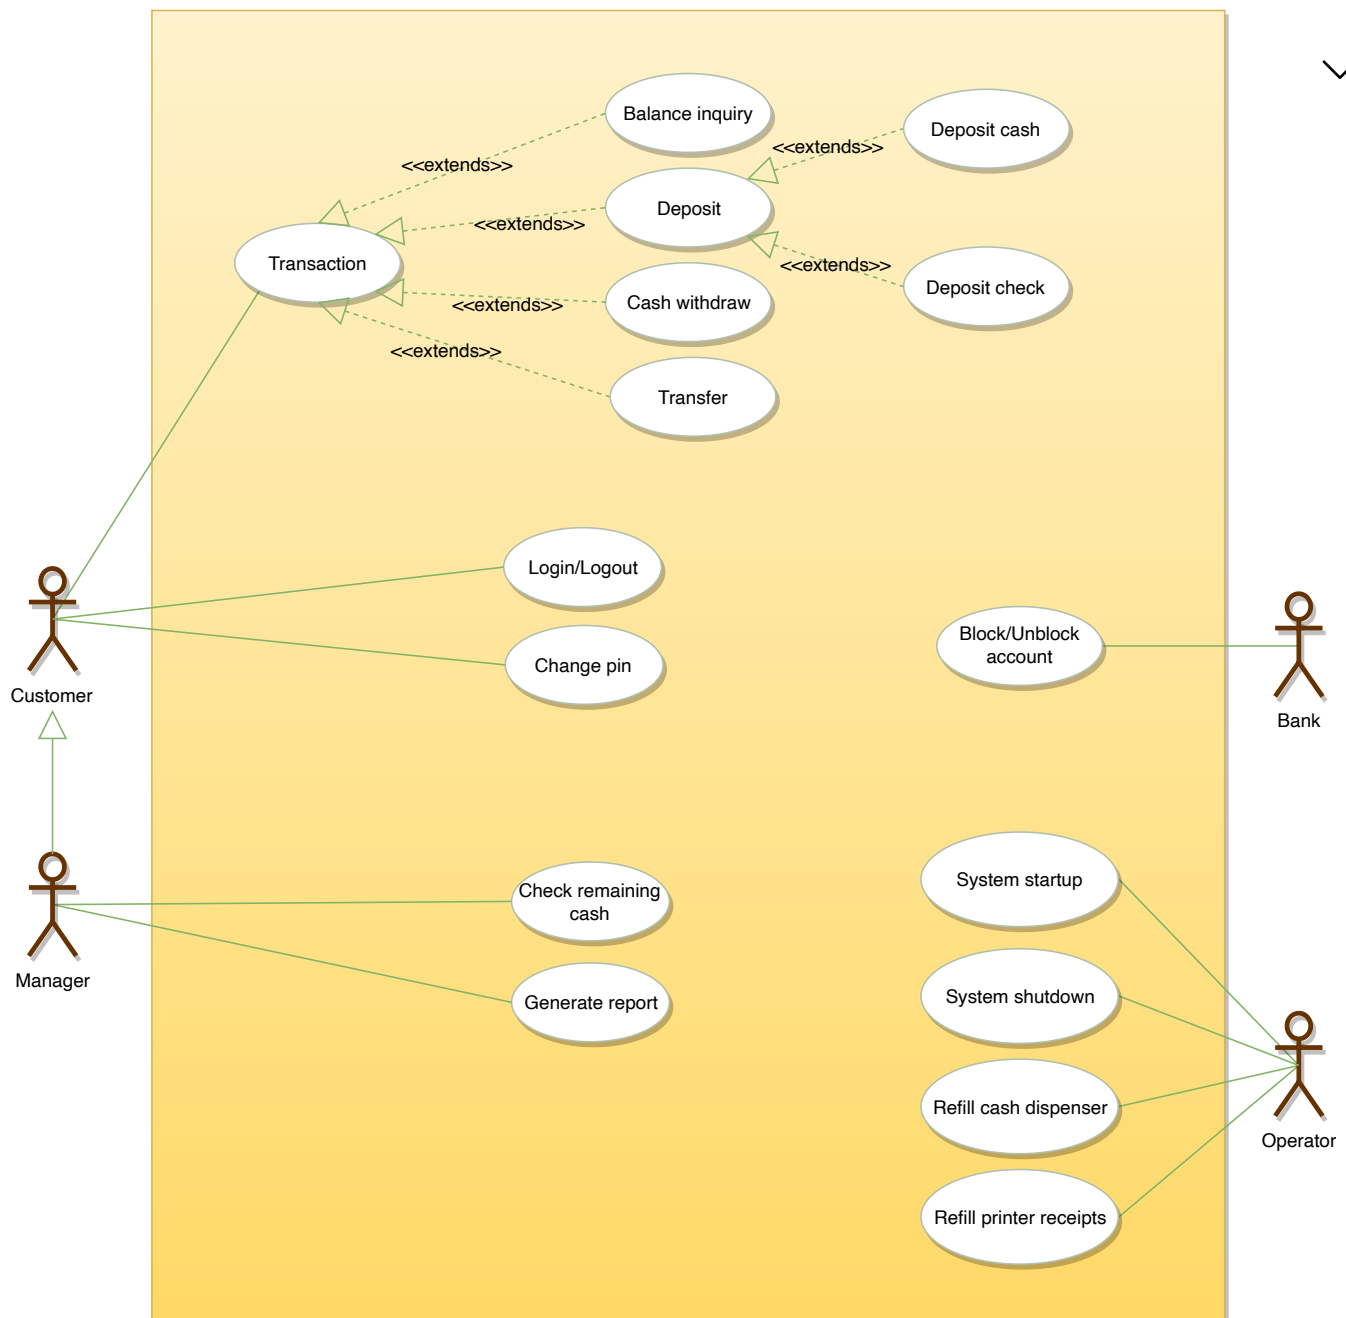 Balance inquiry
Deposit cash
<<extends>>
<<extends>>
Deposit
<<extends>>
Transaction
<<extends>>
Deposit check
Cash withdraw
<<extends>>
<<extends>>
Transfer
Login/Logout
Block/Unblock
account
Change pin
Customer
Bank
System startup
Check remaining
cash
Manager
System shutdown
Generate report
Refill cash dispenser
Operator
Refill printer receipts